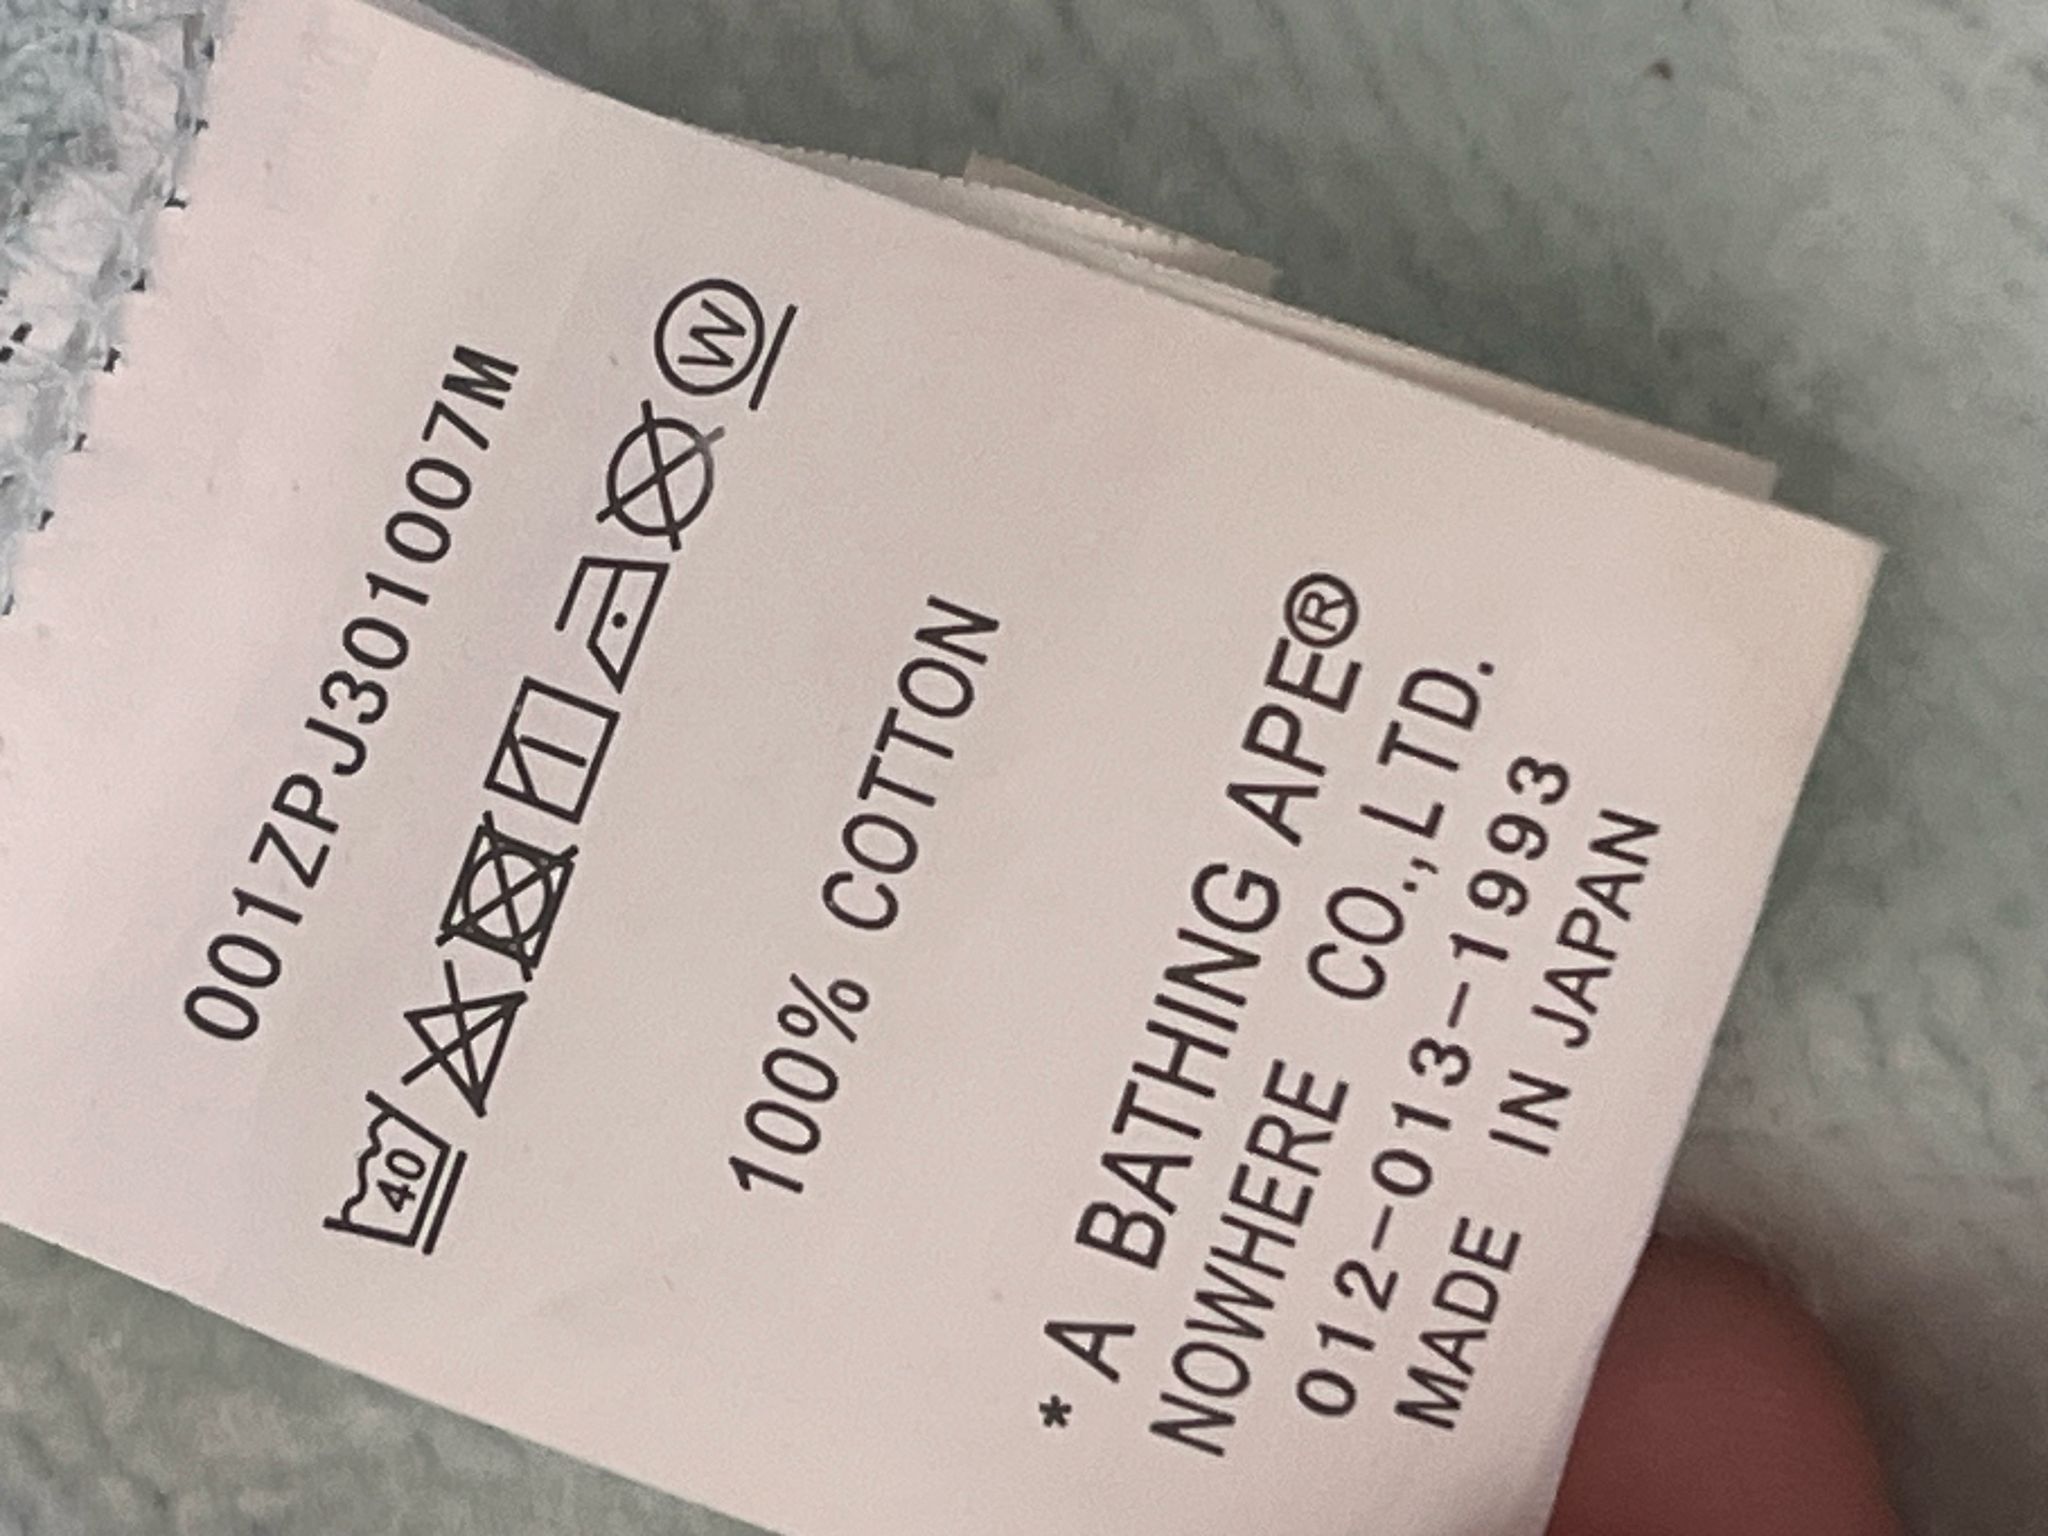 001ZPJ301007M
40 W
100% COTTON
*A BATHING APE®
NOWHERE CO.,LTD.
012-013-1993
MADE IN JAPAN